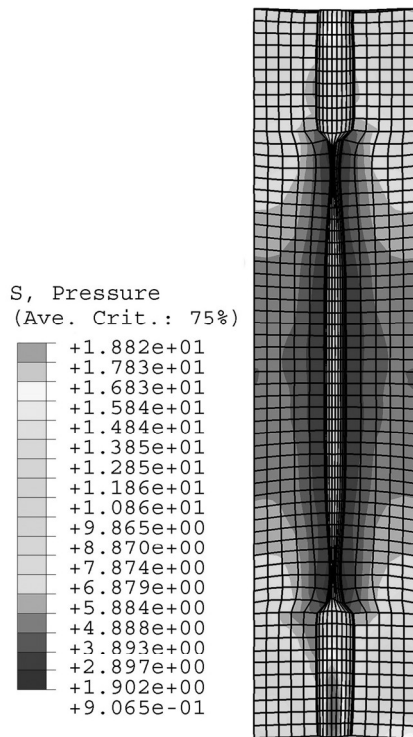 S, Pressure
(Ave. Crit.: 75%)
+1.882e+01
+1.783e+01
+1.683e+01
+1.584e+01
+1.484e+01
+1.385e+01
+1.285e+01
+1.186e+01
+1.086e+01
+9.865e+00
+8.870e+00
+7.874e+00
+6.879e+00
+5.884e+00
+4.888e+00
+3.893e+00
+2.897e+00
+1.902e+00
+9.065e-01